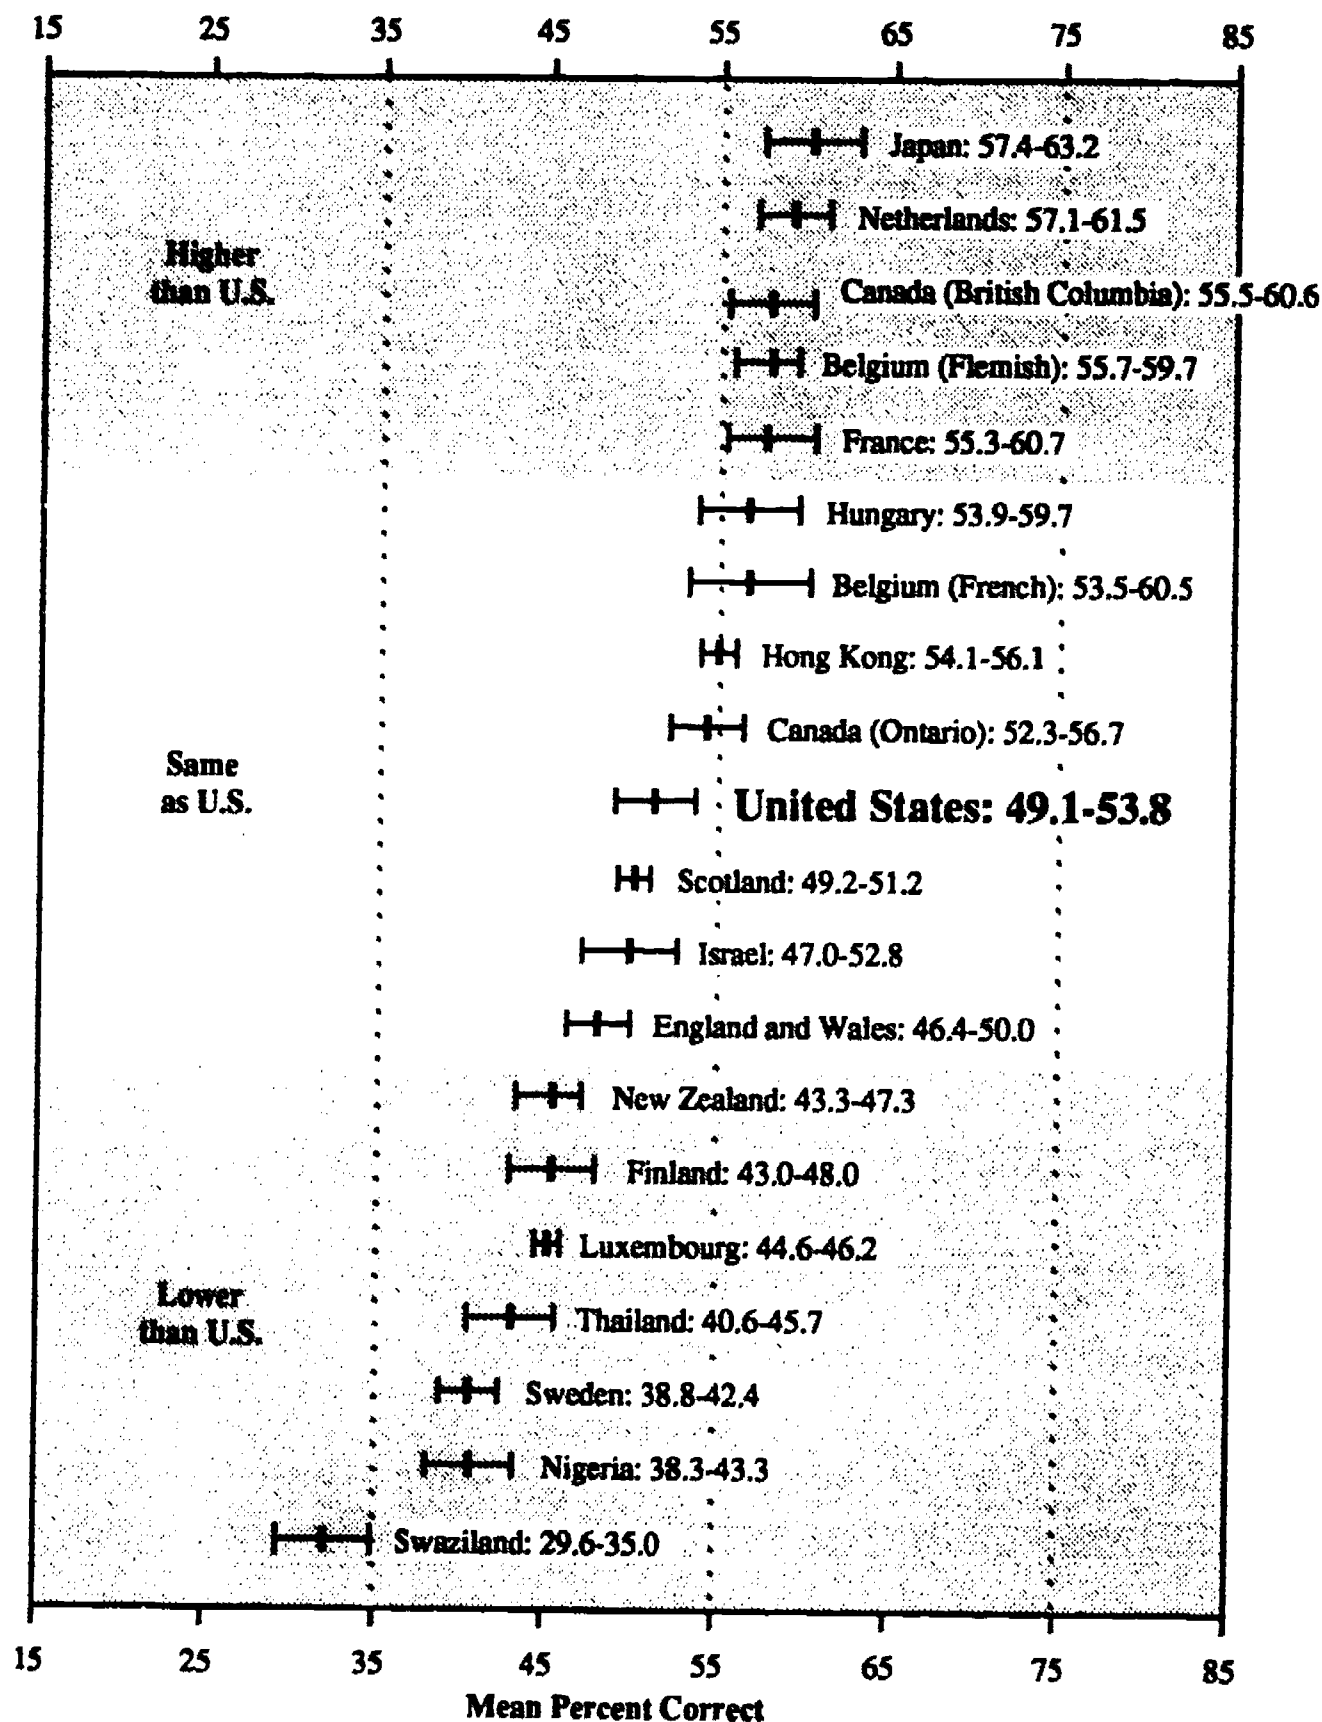 15 25 35 45 55 65 75 85
Japan: 57.4-63.2
Netherlands: 57.1-61.5
Higher
than U.S.
Canada (British Columbia): 55.5-60.6
Belgium (Flemish): 55.7-59.7
France: 55.3-60.7
Hungary: 53.9-59.7
Belgium (French): 53.5-60.5
Hong Kong: 54.1-56.1
Canada (Ontario): 52.3-56.7
Same
as U.S.
United States: 49.1-53.8
Scotland: 49.2-51.2
Israel: 47.0-52.8
England and Wales: 46.4-50.0
New Zealand: 43.3-47.3
Finland: 43.0-48.0
Luxembourg: 44.6-46.2
Lower
than U.S.
Thailand: 40.6-45.7
Sweden: 38.8-42.4
Nigeria: 38.3-43.3
Swaziland: 29.6-35.0
15 25 35 45 55 65 75 85
Mean Percent Correct